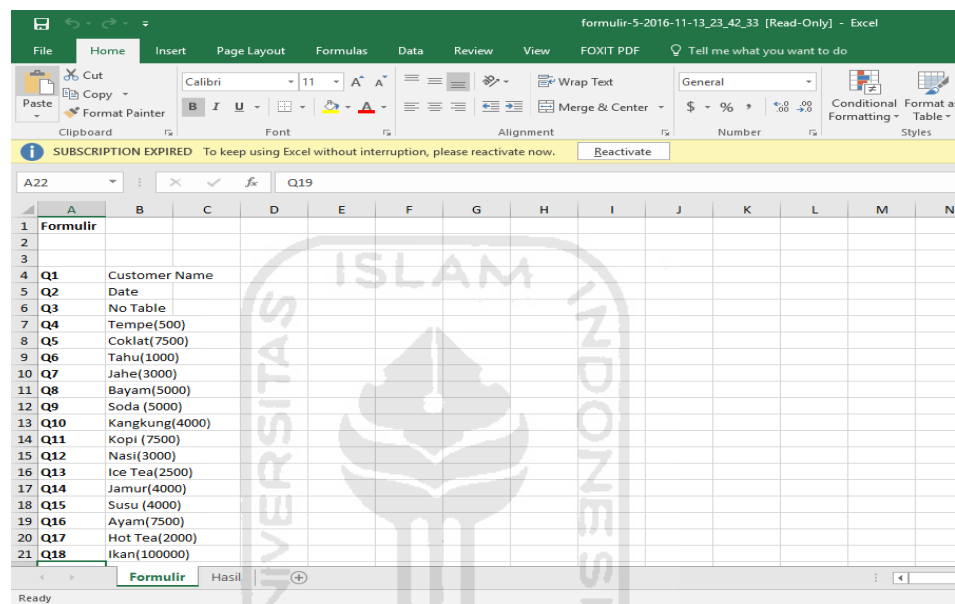 formulir-5-2016-11-13_23_42_33 [Read-Only] - Excel
File Home Insert Page Layout Formulas Data Review View FOXIT PDF Tell me what you want to do
Cut
Copy
Format Painter
Paste
Calibri 11 A A
B I U A
Wrap Text
Merge & Center
General
$ % , .0 .00 .00 .0
Conditional Formatting
Format as Table
Clipboard Font Alignment Number Styles
SUBSCRIPTION EXPIRED To keep using Excel without interruption, please reactivate now. Reactivate
A22 fx Q19
A B C D E F G H I J K L M N
1 Formulir
2
3
4 Q1 Customer Name
5 Q2 Date
6 Q3 No Table
7 Q4 Tempe(500)
8 Q5 Coklat(7500)
9 Q6 Tahu(1000)
10 Q7 Jahe(3000)
11 Q8 Bayam(5000)
12 Q9 Soda (5000)
13 Q10 Kangkung(4000)
14 Q11 Kopi (7500)
15 Q12 Nasi(3000)
16 Q13 Ice Tea(2500)
17 Q14 Jamur(4000)
18 Q15 Susu (4000)
19 Q16 Ayam(7500)
20 Q17 Hot Tea(2000)
21 Q18 Ikan(100000)
Formulir Hasil
Ready
ISLAM
UNIVERSITAS
INDONESI